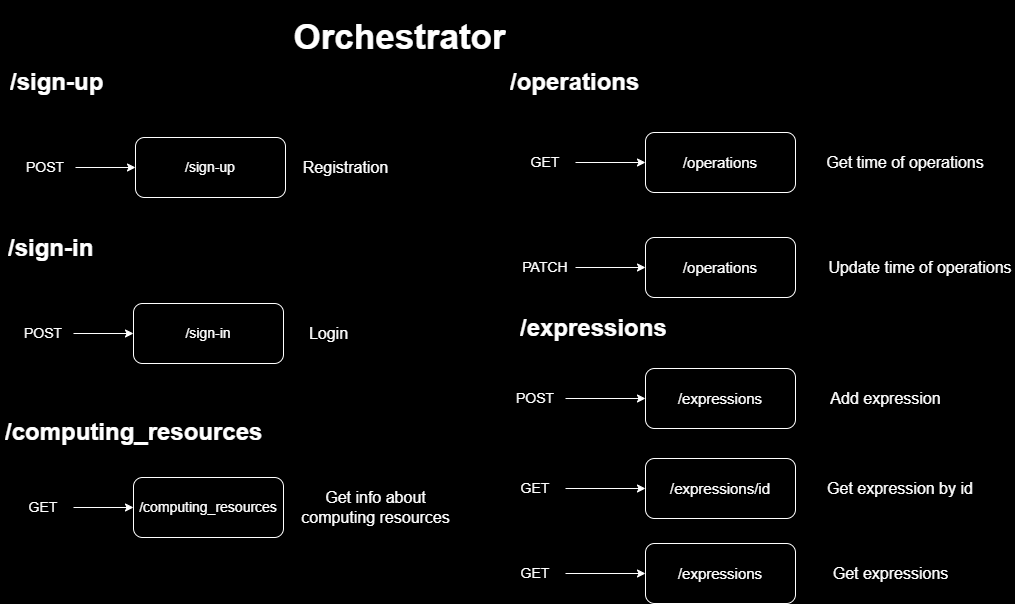 Orchestrator
/sign-up
POST
/sign-up
Registration
/sign-in
POST
/sign-in
Login
/computing_resources
GET
/computing_resources
Get info about
computing resources
/operations
GET
/operations
Get time of operations
PATCH
/operations
Update time of operations
/expressions
POST
/expressions
Add expression
GET
/expressions/id
Get expression by id
GET
/expressions
Get expressions